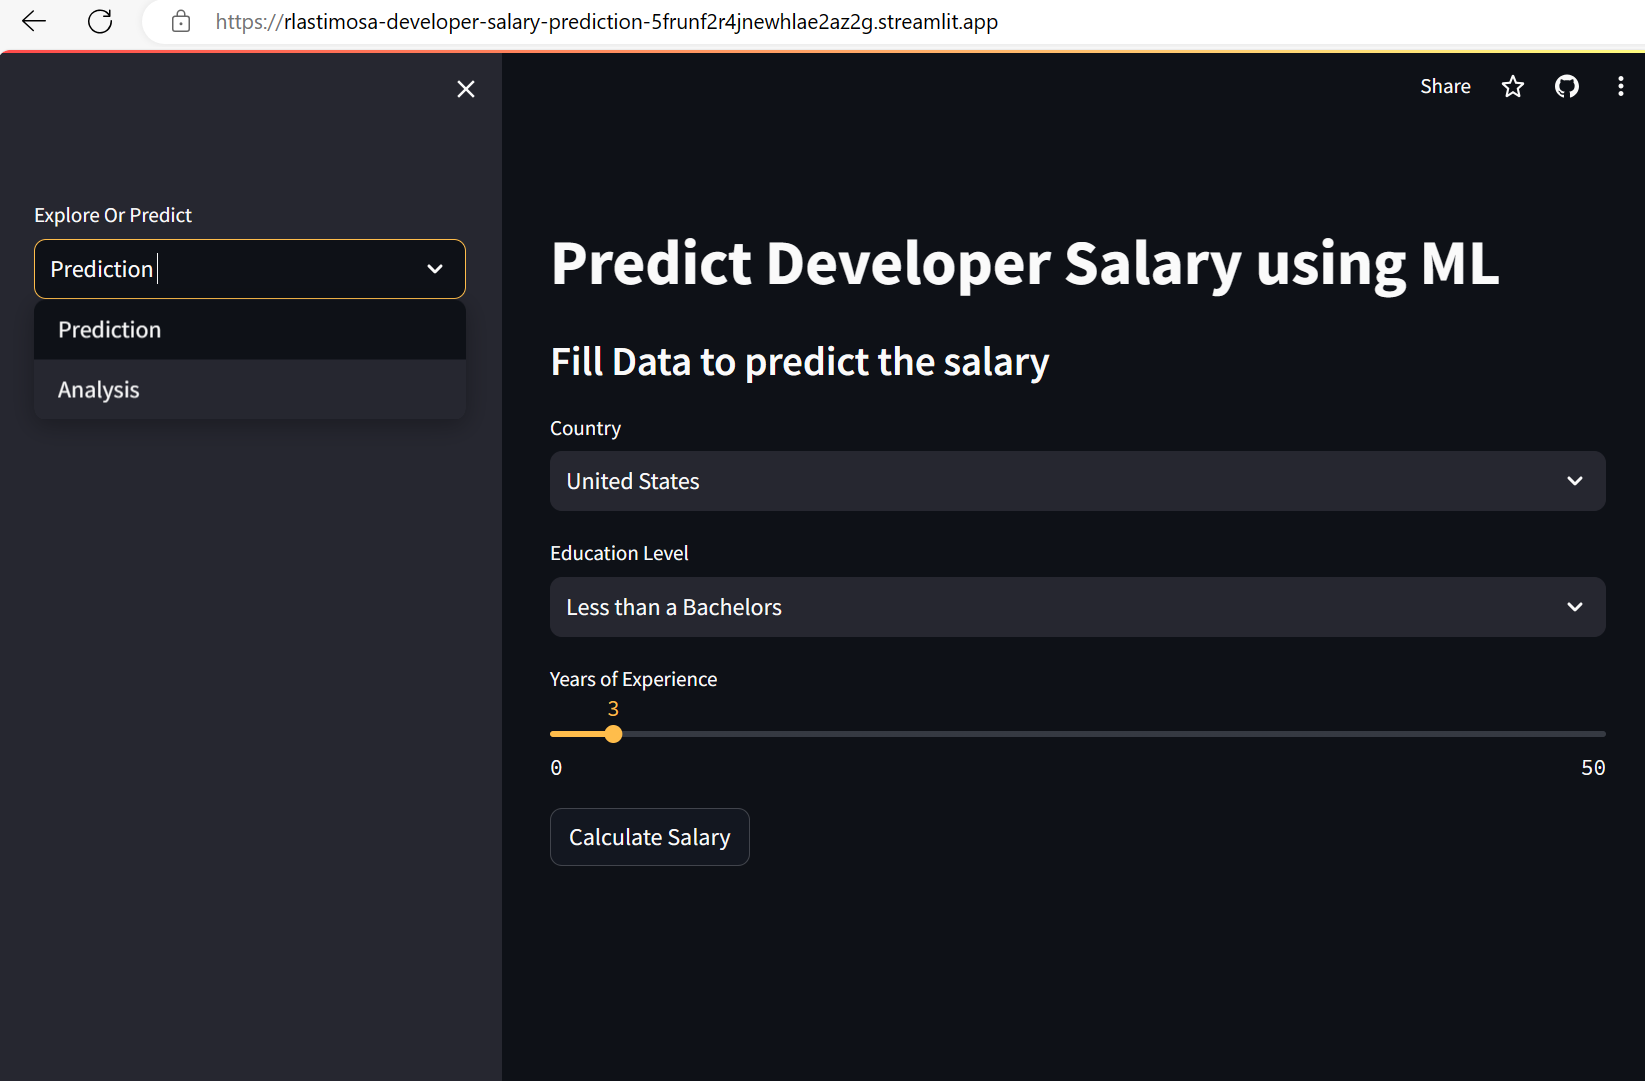 https://rlastimosa-developer-salary-prediction-5frunf2r4jnewhlae2az2g.streamlit.app
Share
Explore Or Predict
Prediction
Prediction
Analysis
Predict Developer Salary using ML
Fill Data to predict the salary
Country
United States
Education Level
Less than a Bachelors
Years of Experience
3
0 50
Calculate Salary